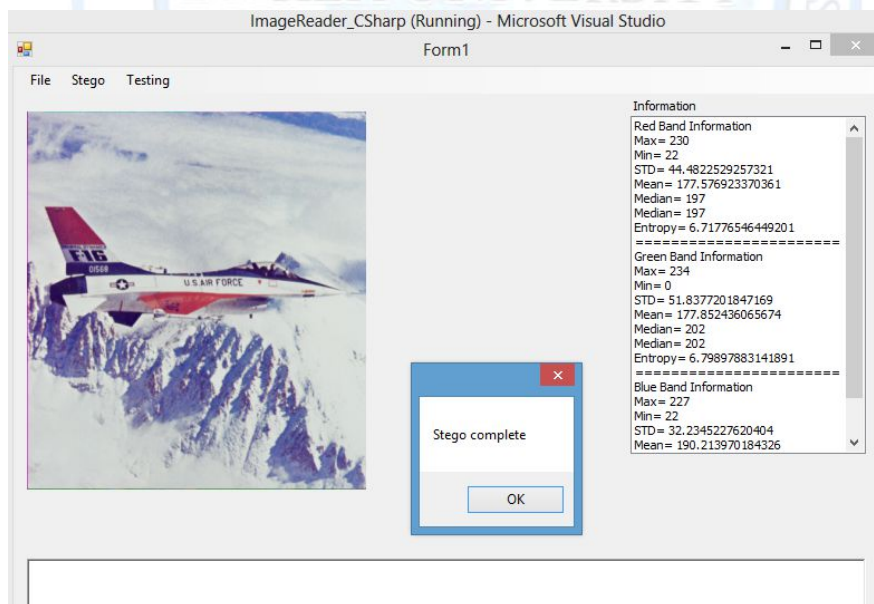 ImageReader_CSharp (Running) - Microsoft Visual Studio
Form1
File Stego Testing
Information
Red Band Information
Max= 230
Min= 22
STD= 44.4822529257321
Mean= 177.576923370361
Median= 197
Median= 197
Entropy= 6.71776546449201
========================
Green Band Information
Max= 234
Min= 0
STD= 51.8377201847169
Mean= 177.852436065674
Median= 202
Median= 202
Entropy= 6.79897883141891
========================
Blue Band Information
Max= 227
Min= 22
STD= 32.2345227620404
Mean= 190.213970184326
F16
01568
U.S. AIR FORCE
Stego complete
OK